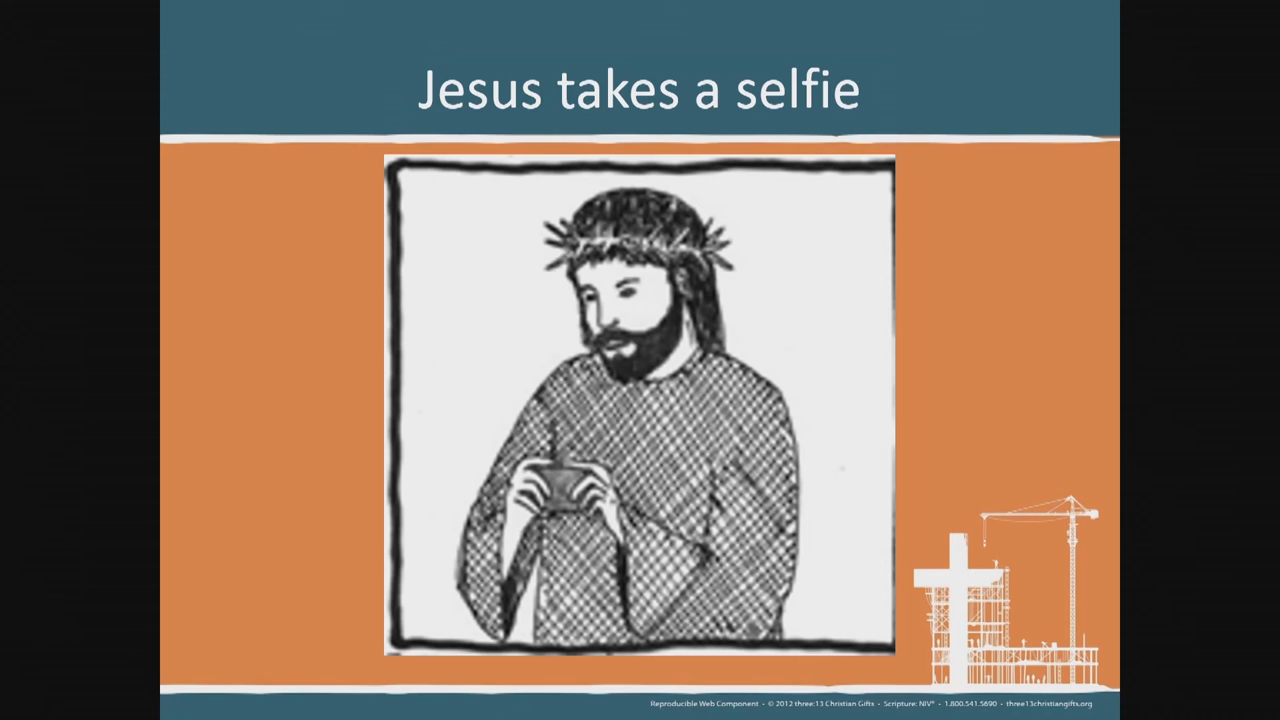 Jesus takes a selfie
Reproducible Web Component - © 2012 three:13 Christian Gifts - Scripture: NIV® - 1.800.541.5690 - three13christiangifts.org